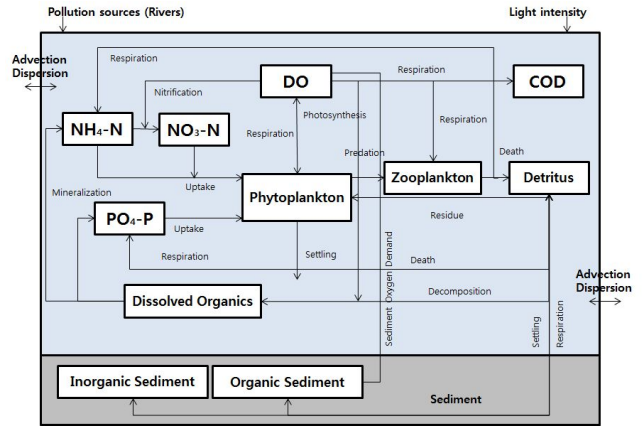 Pollution sources (Rivers)
Light intensity
Advection
Dispersion
Respiration
DO
Respiration
COD
Nitrification
Photosynthesis
NH₄-N
NO₃-N
Respiration
Respiration
Predation
Death
Uptake
Zooplankton
Detritus
Mineralization
Phytoplankton
PO₄-P
Uptake
Residue
Respiration
Settling
Death
Sediment Oxygen Demand
Advection
Dispersion
Dissolved Organics
Decomposition
Settling
Respiration
Inorganic Sediment
Organic Sediment
Sediment